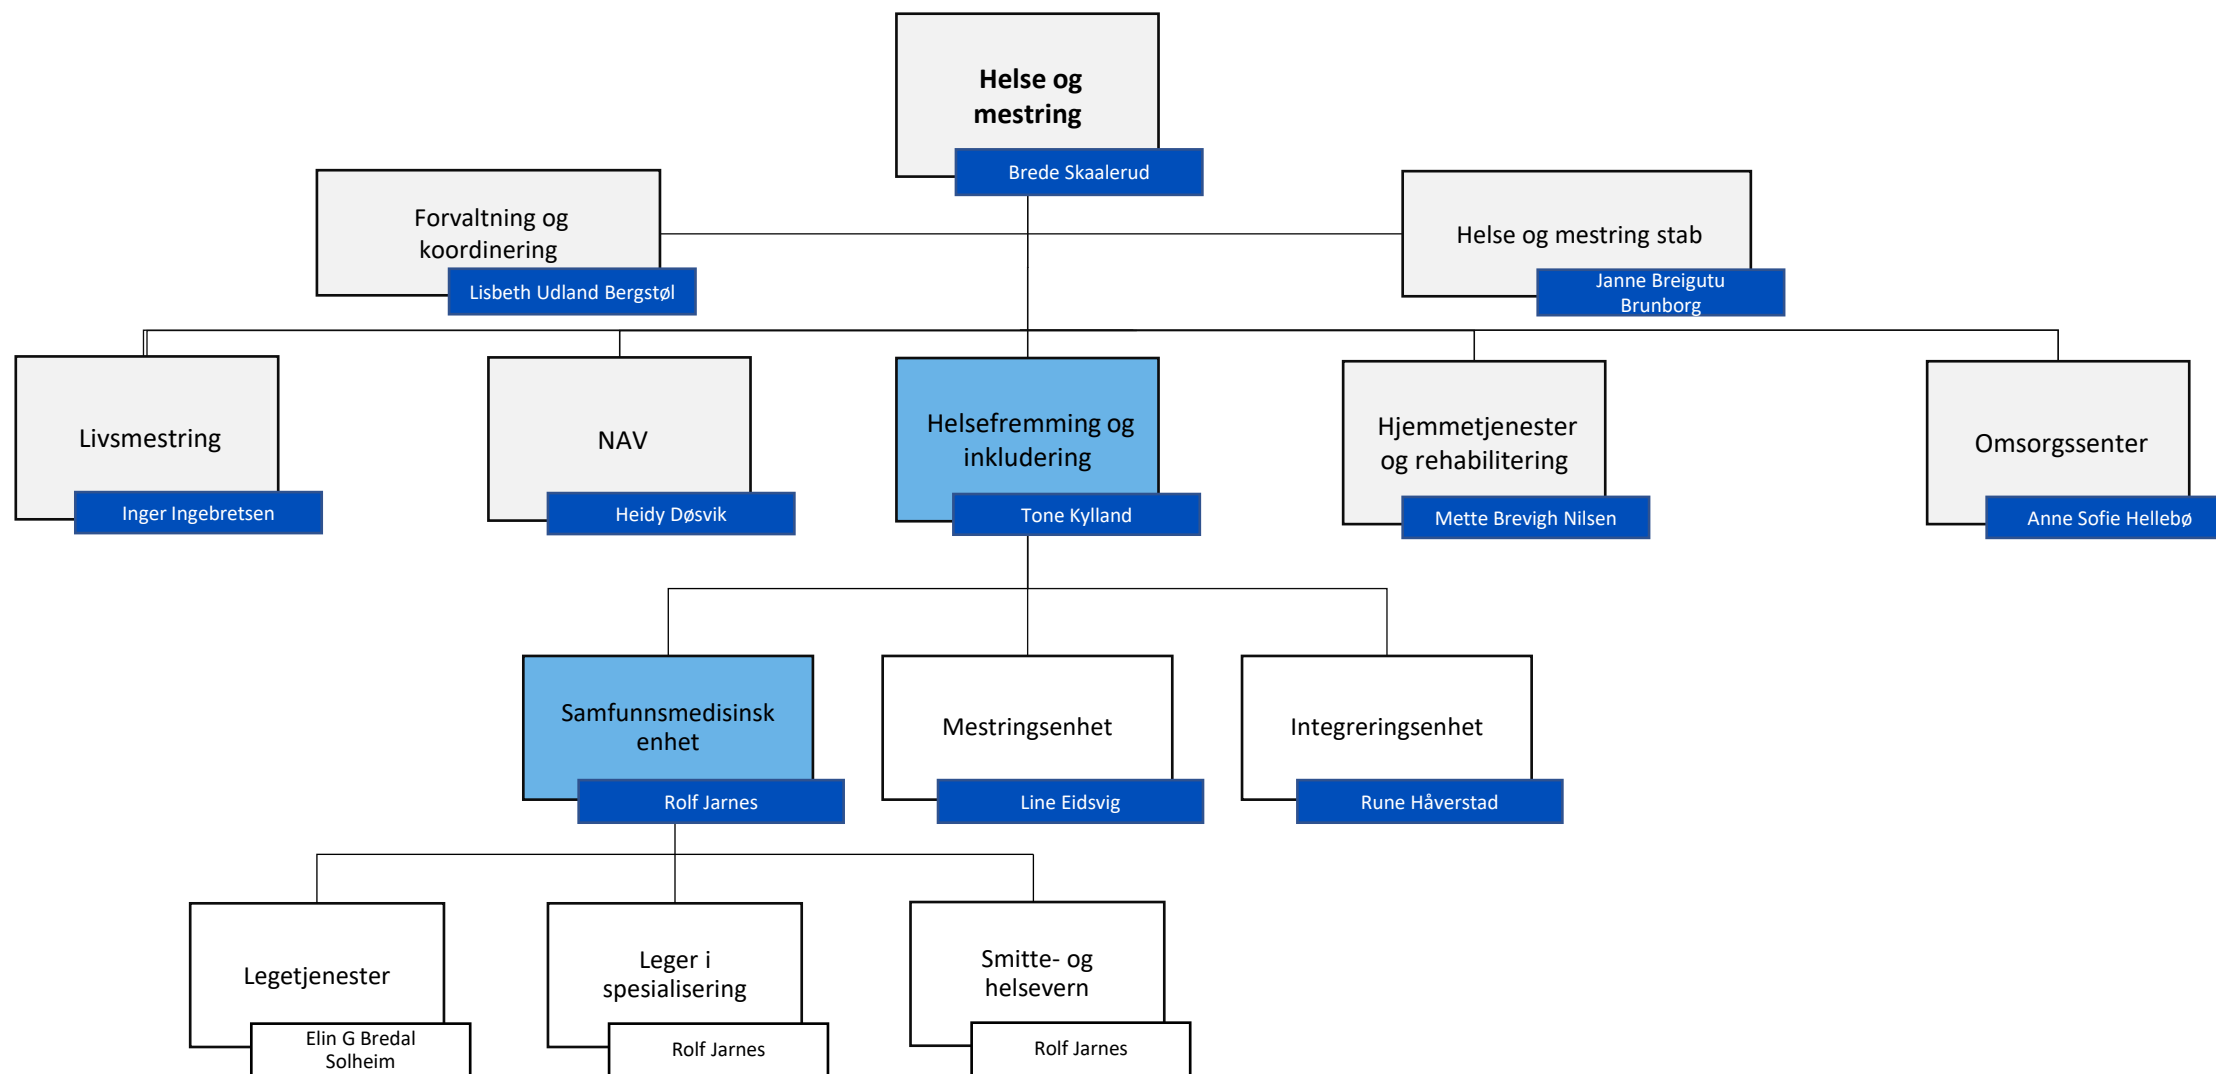 Helse og
mestring
Brede Skaalerud
Forvaltning og
koordinering
Lisbeth Udland Bergstøl
Helse og mestring stab
Janne Breigutu
Brunborg
Livsmestring
Inger Ingebretsen
NAV
Heidy Døsvik
Helsefremming og
inkludering
Tone Kylland
Hjemmetjenester
og rehabilitering
Mette Brevigh Nilsen
Omsorgssenter
Anne Sofie Hellebø
Samfunnsmedisinsk
enhet
Rolf Jarnes
Mestringsenhet
Line Eidsvig
Integreringsenhet
Rune Håverstad
Legetjenester
Elin G Bredal
Solheim
Leger i
spesialisering
Rolf Jarnes
Smitte- og
helsevern
Rolf Jarnes